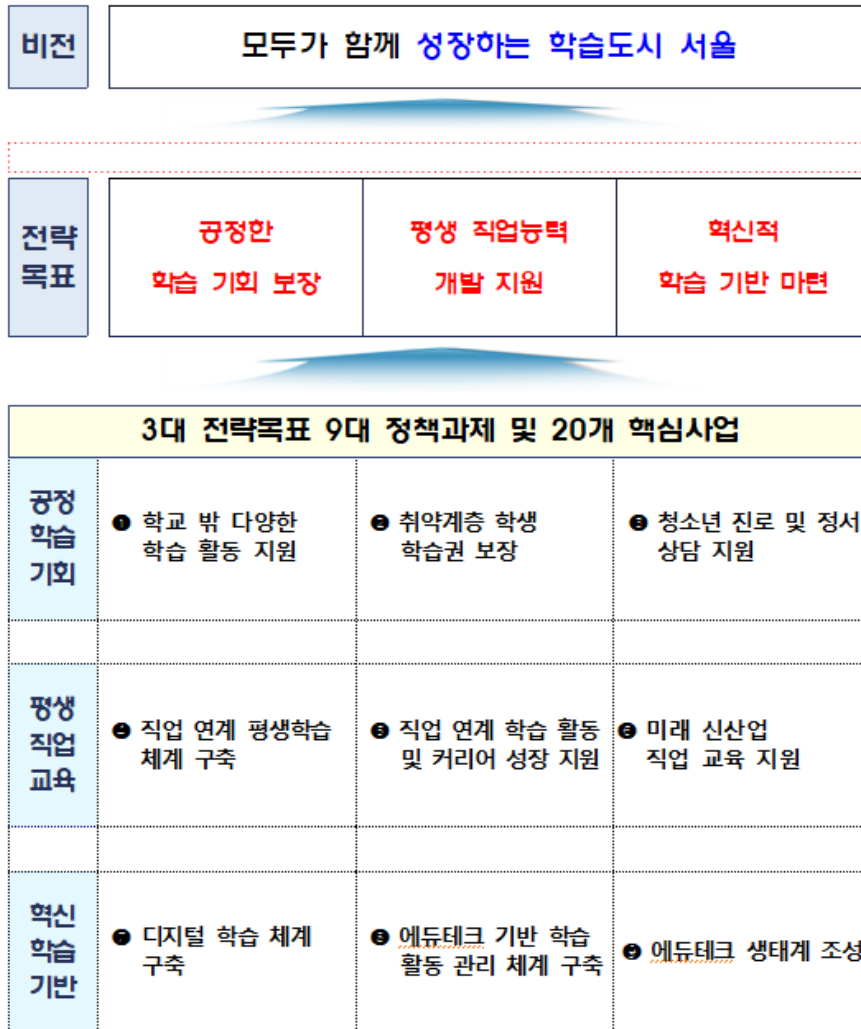 비전
모두가 함께 성장하는 학습도시 서울
전략
목표
공정한
학습 기회 보장
평생 직업능력
개발 지원
혁신적
학습 기반 마련
3대 전략목표 9대 정책과제 및 20개 핵심사업
공정
학습
기회
❶ 학교 밖 다양한
학습 활동 지원
❷ 취약계층 학생
학습권 보장
❸ 청소년 진로 및 정서
상담 지원
평생
직업
교육
❹ 직업 연계 평생학습
체계 구축
❺ 직업 연계 학습 활동
및 커리어 성장 지원
❻ 미래 신산업
직업 교육 지원
혁신
학습
기반
❼ 디지털 학습 체계
구축
❽ 에듀테크 기반 학습
활동 관리 체계 구축
❾ 에듀테크 생태계 조성